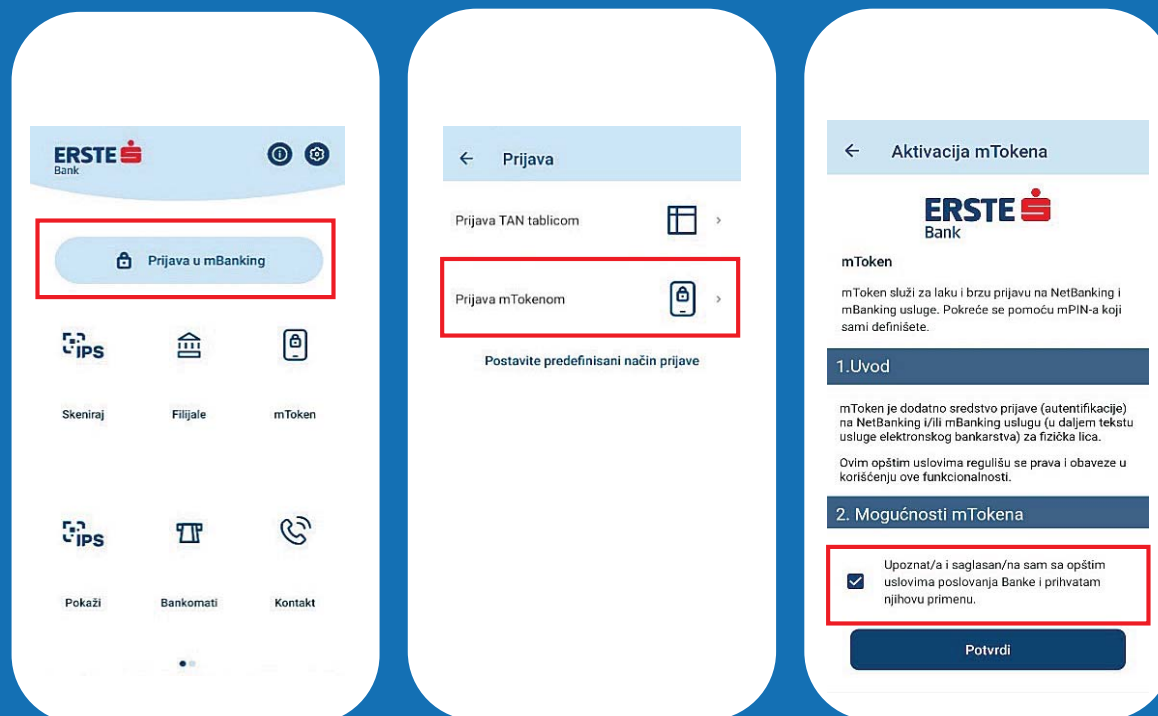 ERSTE
Bank
Prijava u mBanking
IPS
Skeniraj
Filijale
mToken
IPS
Pokaži
Bankomati
Kontakt
Prijava
Prijava TAN tablicom
Prijava mTokenom
Postavite predefinisani način prijave
Aktivacija mTokena
ERSTE
Bank
mToken
mToken služi za laku i brzu prijavu na NetBanking i
mBanking usluge. Pokreće se pomoću mPIN-a koji
sami definišete.
1.Uvod
mToken je dodatno sredstvo prijave (autentifikacije)
na NetBanking i/ili mBanking uslugu (u daljem tekstu
usluge elektronskog bankarstva) za fizička lica.
Ovim opštim uslovima regulišu se prava i obaveze u
korišćenju ove funkcionalnosti.
2. Mogućnosti mTokena
Upoznat/a i saglasan/na sam sa opštim
uslovima poslovanja Banke i prihvatam
njihovu primenu.
Potvrdi